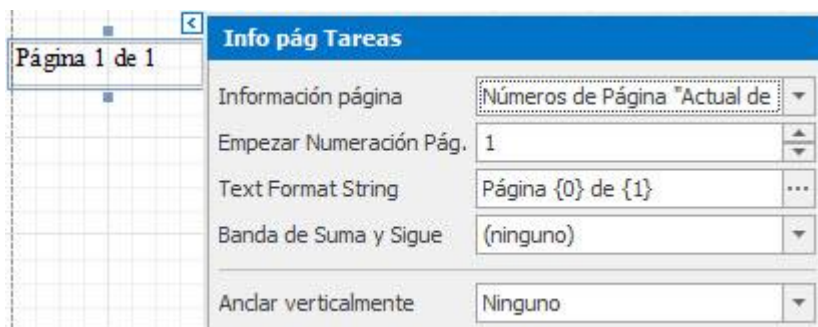 Página 1 de 1
Info pág Tareas
Información página Números de Página "Actual de
Empezar Numeración Pág. 1
Text Format String Página {0} de {1}
Banda de Suma y Sigue (ninguno)
Anclar verticalmente Ninguno